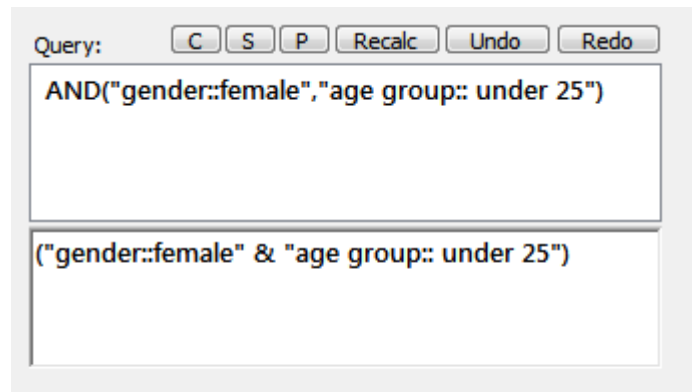 Query: C S P Recalc Undo Redo
AND("gender::female","age group:: under 25")
("gender::female" & "age group:: under 25")